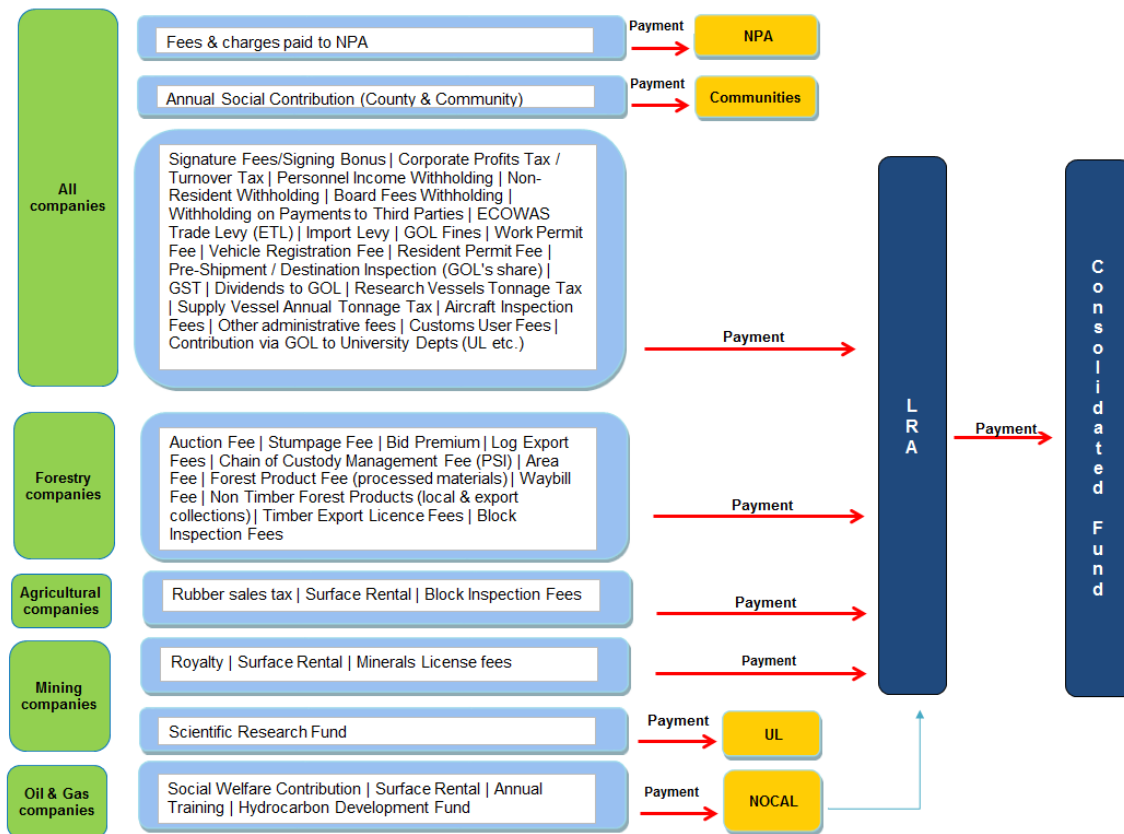 All
companies
Fees & charges paid to NPA
Payment
NPA
Annual Social Contribution (County & Community)
Payment
Communities
Signature Fees/Signing Bonus | Corporate Profits Tax /
Turnover Tax | Personnel Income Withholding | Non-
Resident Withholding | Board Fees Withholding |
Withholding on Payments to Third Parties | ECOWAS
Trade Levy (ETL) | Import Levy | GOL Fines | Work Permit
Fee | Vehicle Registration Fee | Resident Permit Fee |
Pre-Shipment / Destination Inspection (GOL's share) |
GST | Dividends to GOL | Research Vessels Tonnage Tax
| Supply Vessel Annual Tonnage Tax | Aircraft Inspection
Fees | Other administrative fees | Customs User Fees |
Contribution via GOL to University Depts (UL etc.)
Payment
Forestry
companies
Auction Fee | Stumpage Fee | Bid Premium | Log Export
Fees | Chain of Custody Management Fee (PSI) | Area
Fee | Forest Product Fee (processed materials) | Waybill
Fee | Non Timber Forest Products (local & export
collections) | Timber Export Licence Fees | Block
Inspection Fees
Payment
Agricultural
companies
Rubber sales tax | Surface Rental | Block Inspection Fees
Payment
Mining
companies
Royalty | Surface Rental | Minerals License fees
Payment
Scientific Research Fund
Payment
UL
Oil & Gas
companies
Social Welfare Contribution | Surface Rental | Annual
Training | Hydrocarbon Development Fund
Payment
NOCAL
LRA
Payment
Consolidated Fund